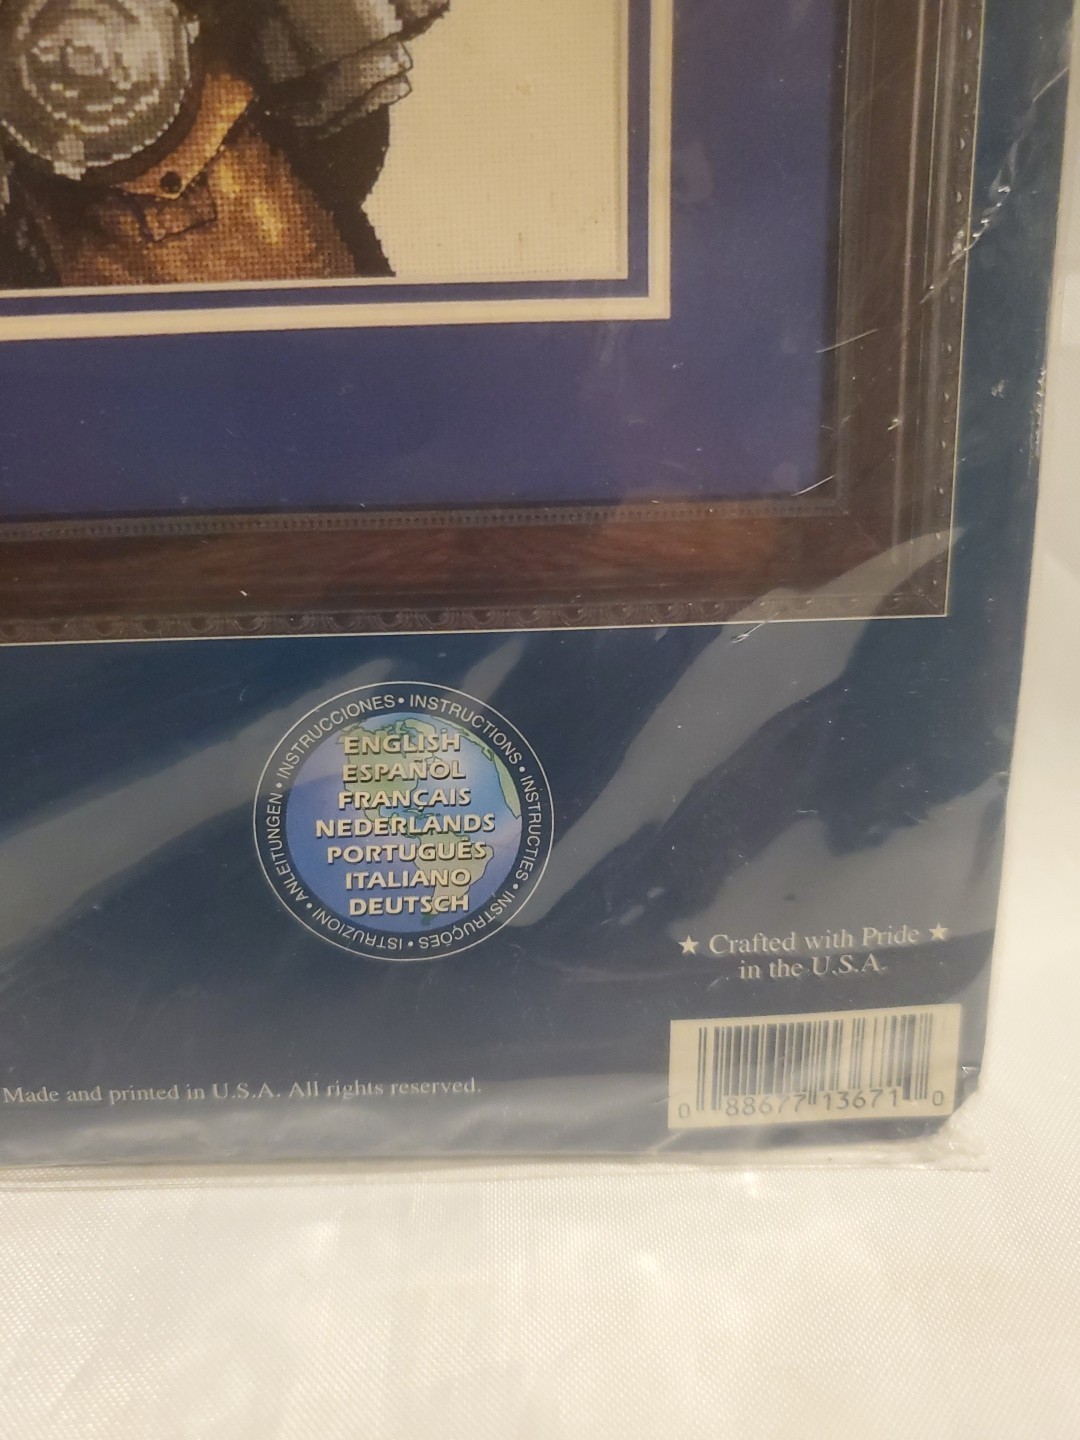 INSTRUCCIONES • INSTRUCTIONS • INSTRUCTIES • INSTRUÇÕES • ISTRUZIONI • ANLEITUNGEN •
ENGLISH
ESPAÑOL
FRANÇAIS
NEDERLANDS
PORTUGUÊS
ITALIANO
DEUTSCH
★ Crafted with Pride ★
in the U.S.A.
Made and printed in U.S.A. All rights reserved.
0 88677 13671 0